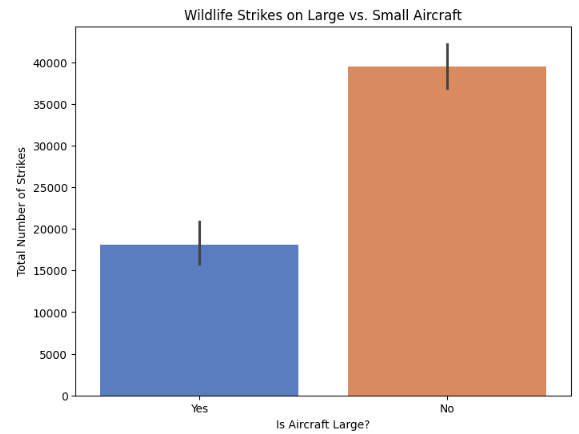 Wildlife Strikes on Large vs. Small Aircraft
Total Number of Strikes
40000
35000
30000
25000
20000
15000
10000
5000
0
Yes
No
Is Aircraft Large?